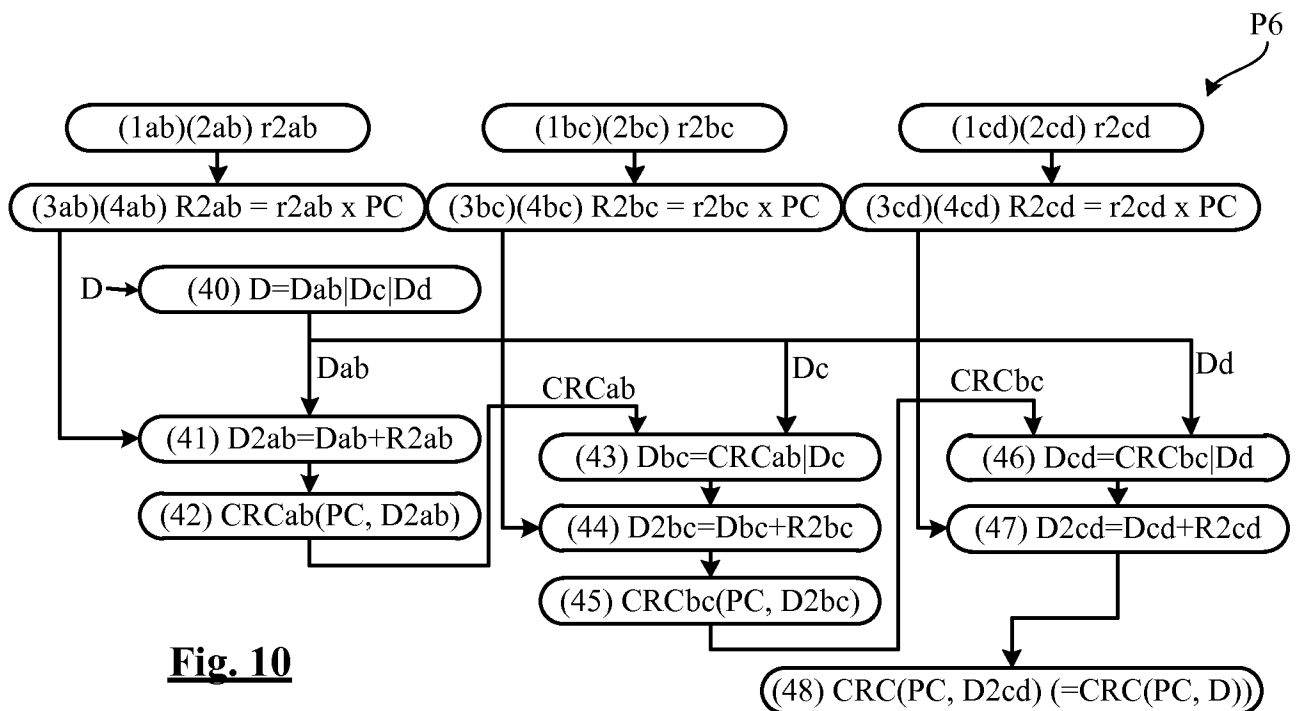 P6
(1ab)(2ab) r2ab
(1bc)(2bc) r2bc
(1cd)(2cd) r2cd
(3ab)(4ab) R2ab = r2ab x PC
(3bc)(4bc) R2bc = r2bc x PC
(3cd)(4cd) R2cd = r2cd x PC
D
(40) D=Dab|Dc|Dd
Dab
Dc
Dd
CRCab
CRCbc
(41) D2ab=Dab+R2ab
(43) Dbc=CRCab|Dc
(46) Dcd=CRCbc|Dd
(42) CRCab(PC, D2ab)
(44) D2bc=Dbc+R2bc
(47) D2cd=Dcd+R2cd
(45) CRCbc(PC, D2bc)
Fig. 10
(48) CRC(PC, D2cd) (=CRC(PC, D))